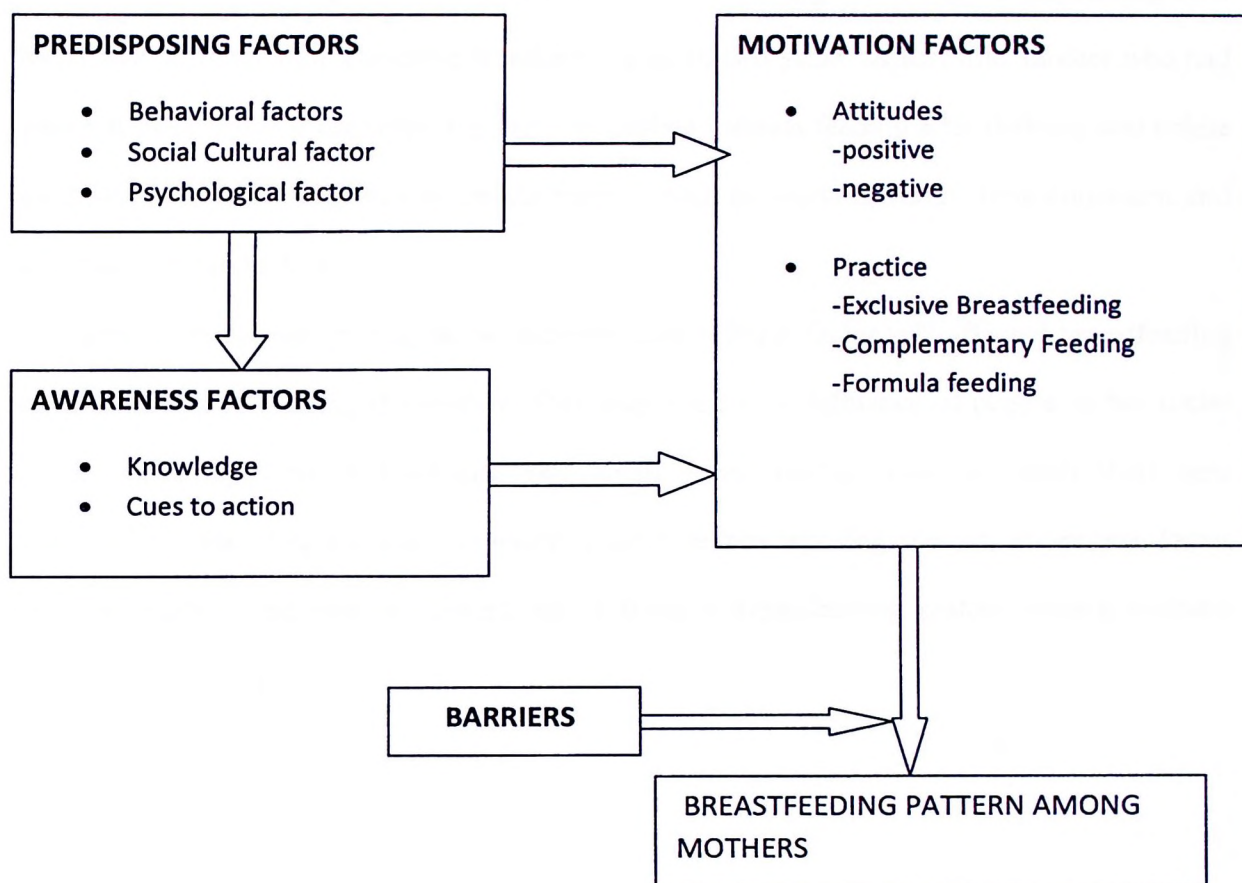 PREDISPOSING FACTORS
• Behavioral factors
• Social Cultural factor
• Psychological factor
AWARENESS FACTORS
• Knowledge
• Cues to action
MOTIVATION FACTORS
• Attitudes
-positive
-negative
• Practice
-Exclusive Breastfeeding
-Complementary Feeding
-Formula feeding
BARRIERS
BREASTFEEDING PATTERN AMONG
MOTHERS